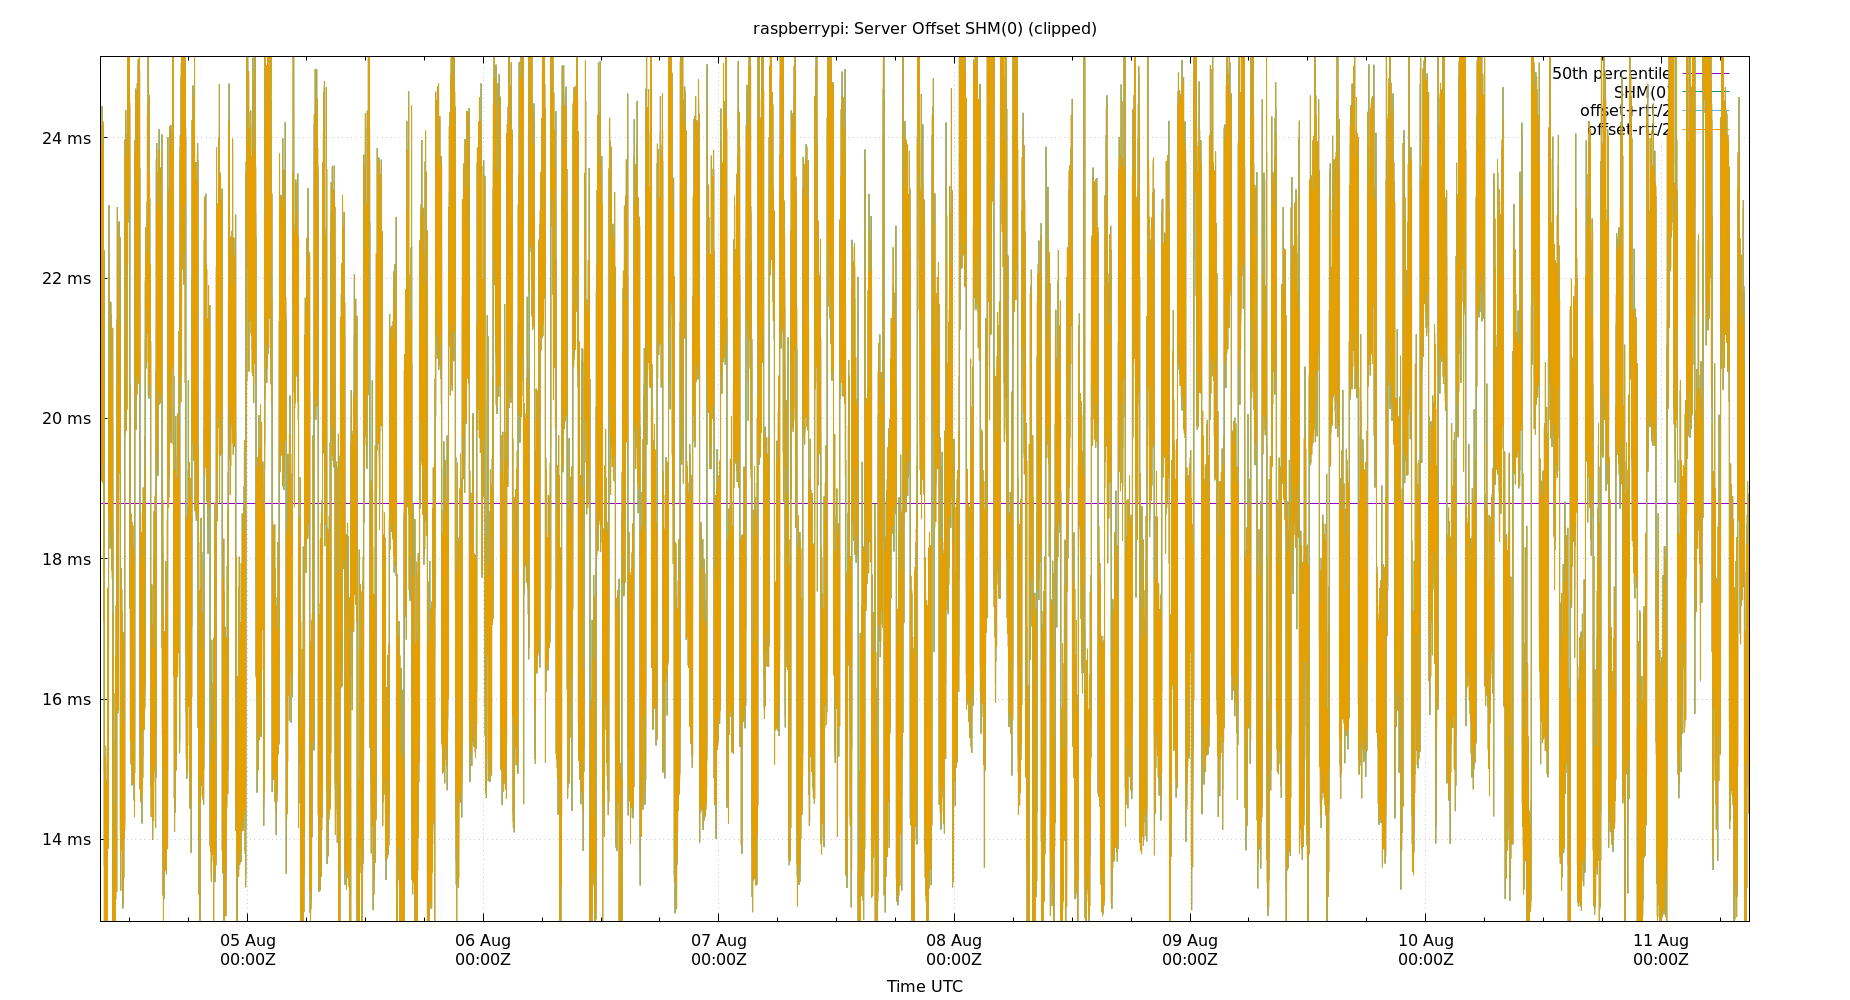 raspberrypi: Server Offset SHM(0) (clipped)
50th percentile
SHM(0)
offset+rtt/2
offset-rtt/2
24 ms
22 ms
20 ms
18 ms
16 ms
14 ms
05 Aug
00:00Z
06 Aug
00:00Z
07 Aug
00:00Z
08 Aug
00:00Z
09 Aug
00:00Z
10 Aug
00:00Z
11 Aug
00:00Z
Time UTC